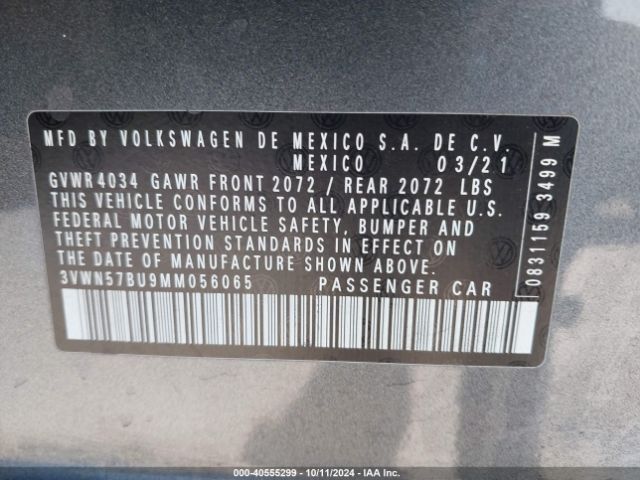 MFD BY VOLKSWAGEN DE MEXICO S.A. DE C.V.
MEXICO 03/21
GVWR 4034 GAWR FRONT 2072 / REAR 2072 LBS
THIS VEHICLE CONFORMS TO ALL APPLICABLE U.S.
FEDERAL MOTOR VEHICLE SAFETY, BUMPER AND
THEFT PREVENTION STANDARDS IN EFFECT ON
THE DATE OF MANUFACTURE SHOWN ABOVE.
3VWN57BU9MM056065 PASSENGER CAR
0831159 3499 M
000-40555299 - 10/11/2024 - IAA Inc.